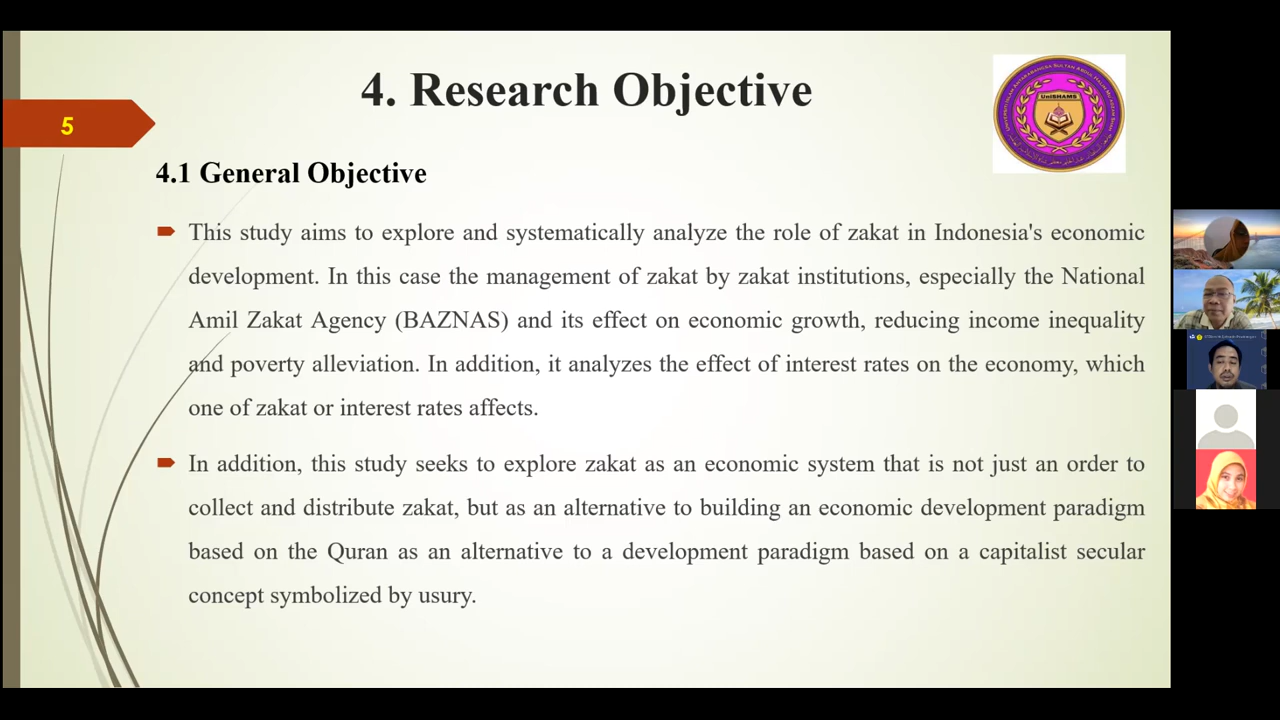 4. Research Objective
5
UniSHAMS
4.1 General Objective
This study aims to explore and systematically analyze the role of zakat in Indonesia's economic
development. In this case the management of zakat by zakat institutions, especially the National
Amil Zakat Agency (BAZNAS) and its effect on economic growth, reducing income inequality
and poverty alleviation. In addition, it analyzes the effect of interest rates on the economy, which
one of zakat or interest rates affects.
In addition, this study seeks to explore zakat as an economic system that is not just an order to
collect and distribute zakat, but as an alternative to building an economic development paradigm
based on the Quran as an alternative to a development paradigm based on a capitalist secular
concept symbolized by usury.